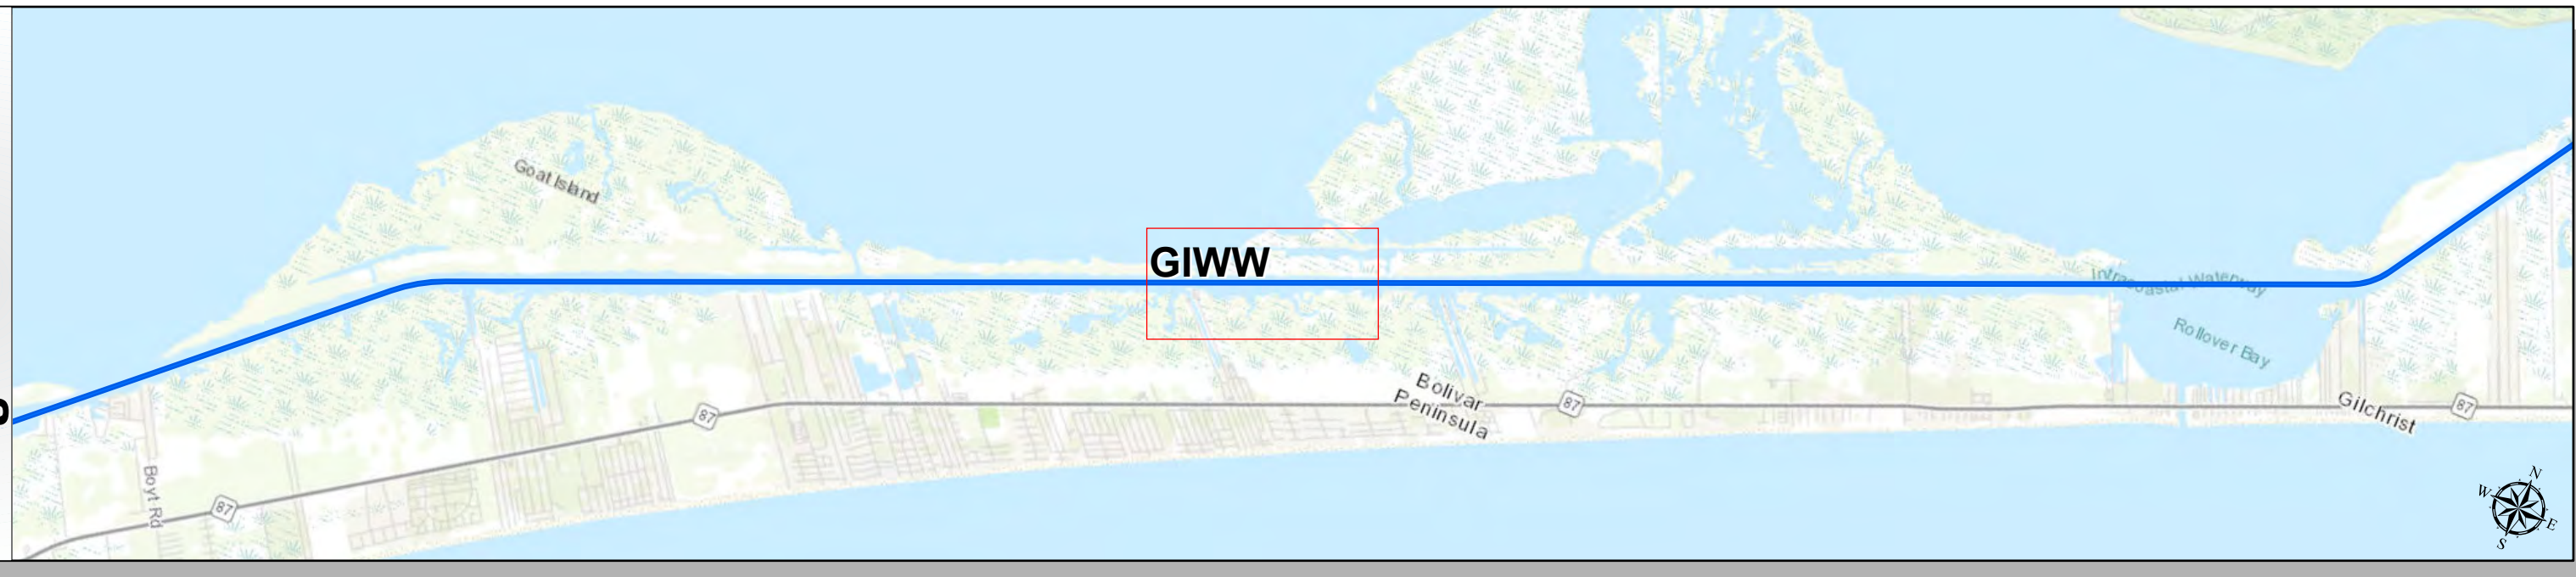 Goat Island
GIWW
Intracoastal Waterway
Rollover Bay
Bolivar
Peninsula
87
87
87
87
Gilchrist
Boyt Rd
N
W
E
S